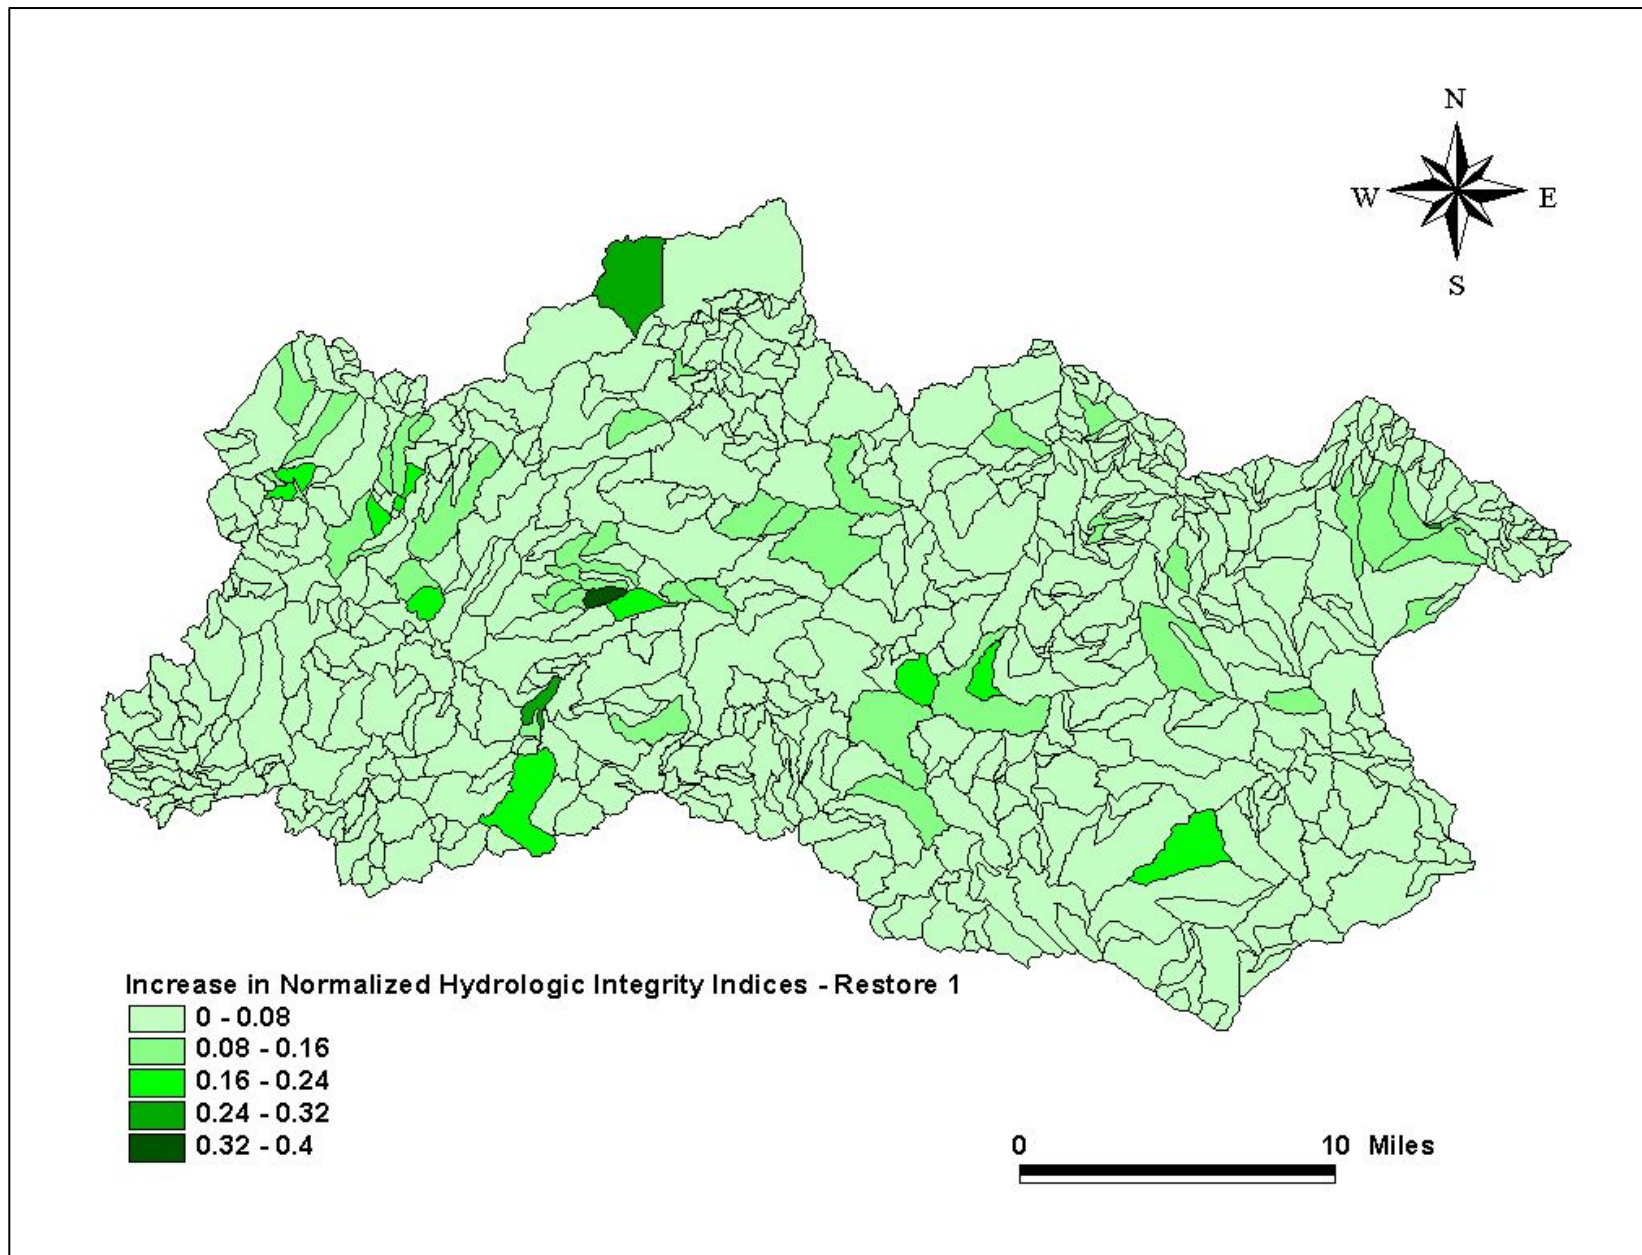 N
W E
S
Increase in Normalized Hydrologic Integrity Indices - Restore 1
0 - 0.08
0.08 - 0.16
0.16 - 0.24
0.24 - 0.32
0.32 - 0.4
0 10 Miles